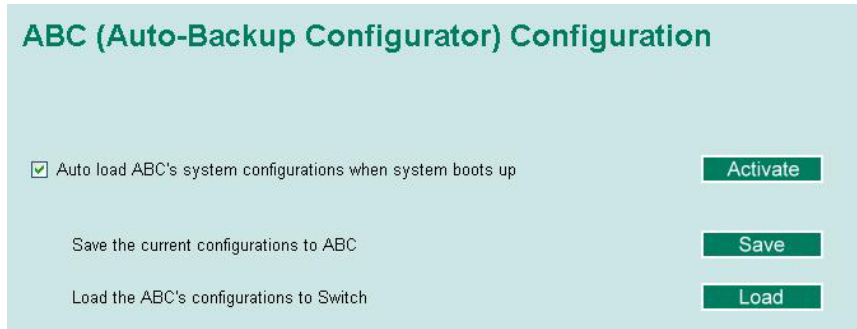 ABC (Auto-Backup Configurator) Configuration
Auto load ABC's system configurations when system boots up Activate
Save the current configurations to ABC Save
Load the ABC's configurations to Switch Load